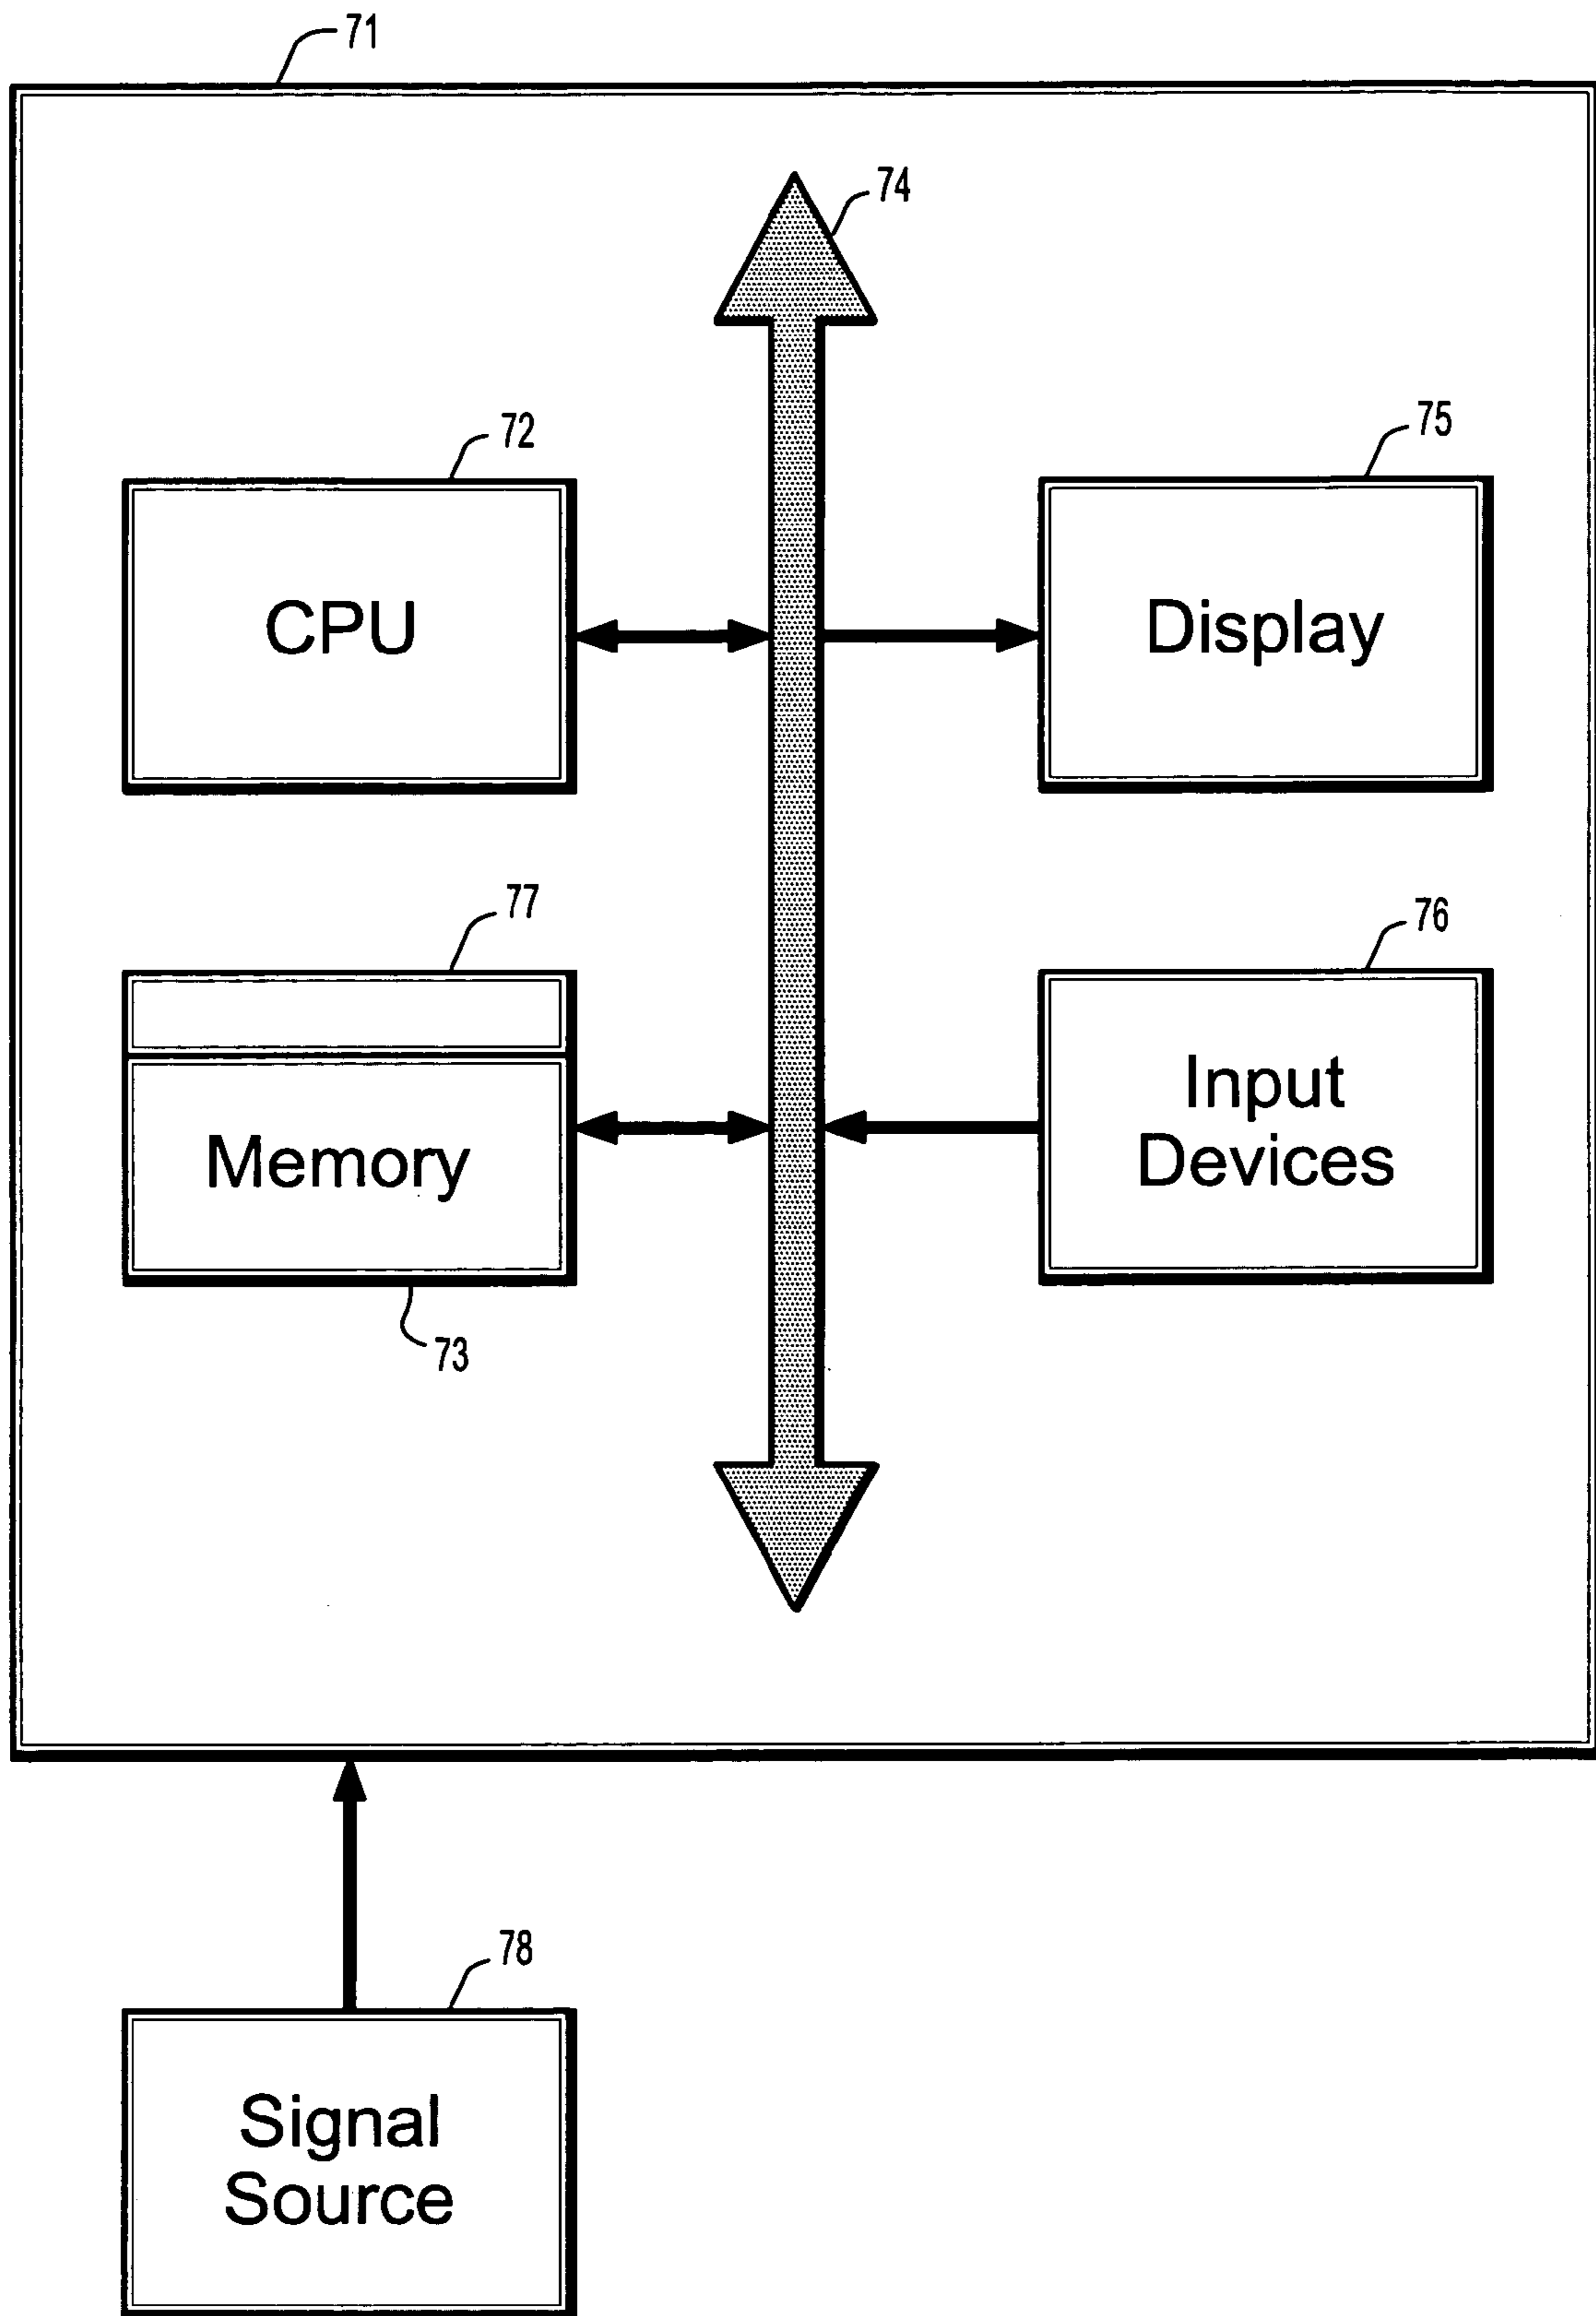 71
74
72
CPU
75
Display
77
Memory
73
76
Input
Devices
78
Signal
Source